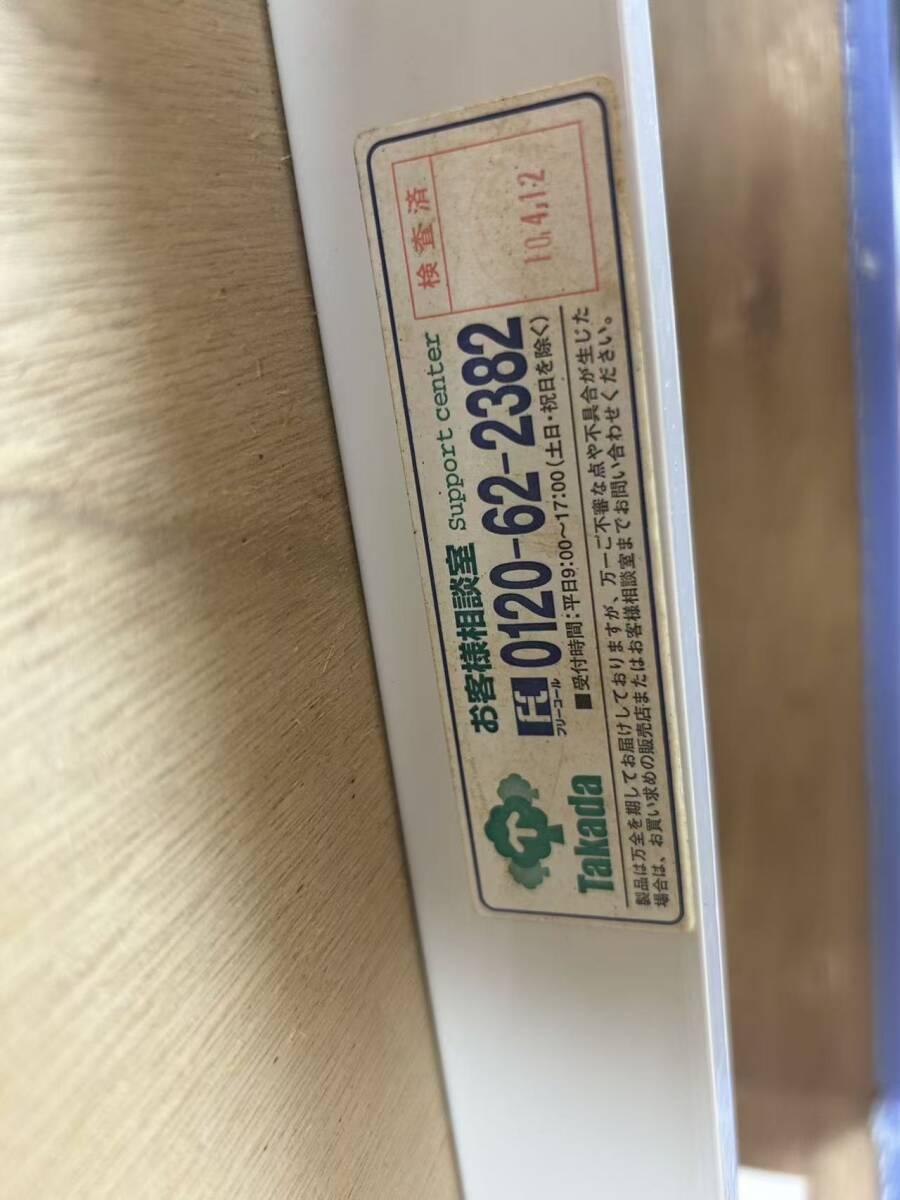 お客様相談室 Support center
フリーコール 0120-62-2382
■受付時間:平日9:00〜17:00(土日・祝日を除く)
検査済
10.4.12
Takada
製品は万全を期してお届けしておりますが、万一ご不審な点や不具合が生じた
場合は、お買い求めの販売店またはお客様相談室までお問い合わせください。